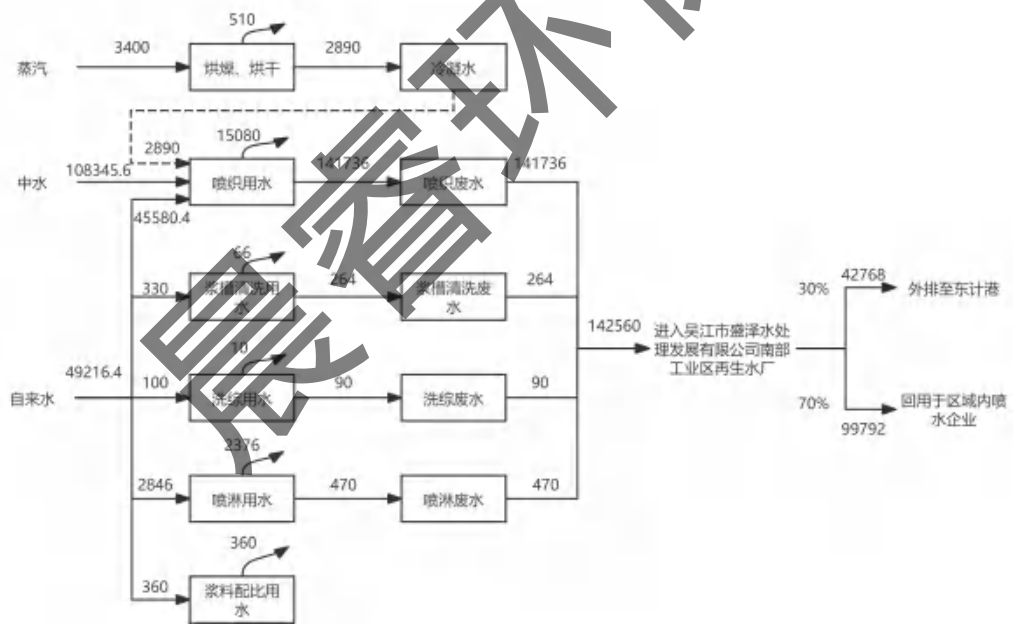 510
3400
2890
蒸汽
烘燥、烘干
冷凝水
15080
2890
108345.6
141736
141736
中水
喷织用水
喷织废水
45580.4
66
330
浆槽清洗用
水
264
浆槽清洗废
水
264
42768
30%
外排至东计港
142560
进入吴江市盛泽水处
理发展有限公司南部
工业区再生水厂
10
49216.4
100
90
90
自来水
洗综用水
洗综废水
70%
99792
回用于区域内喷
水企业
2376
2846
470
470
喷淋用水
喷淋废水
360
360
浆料配比用
水
晨睿环